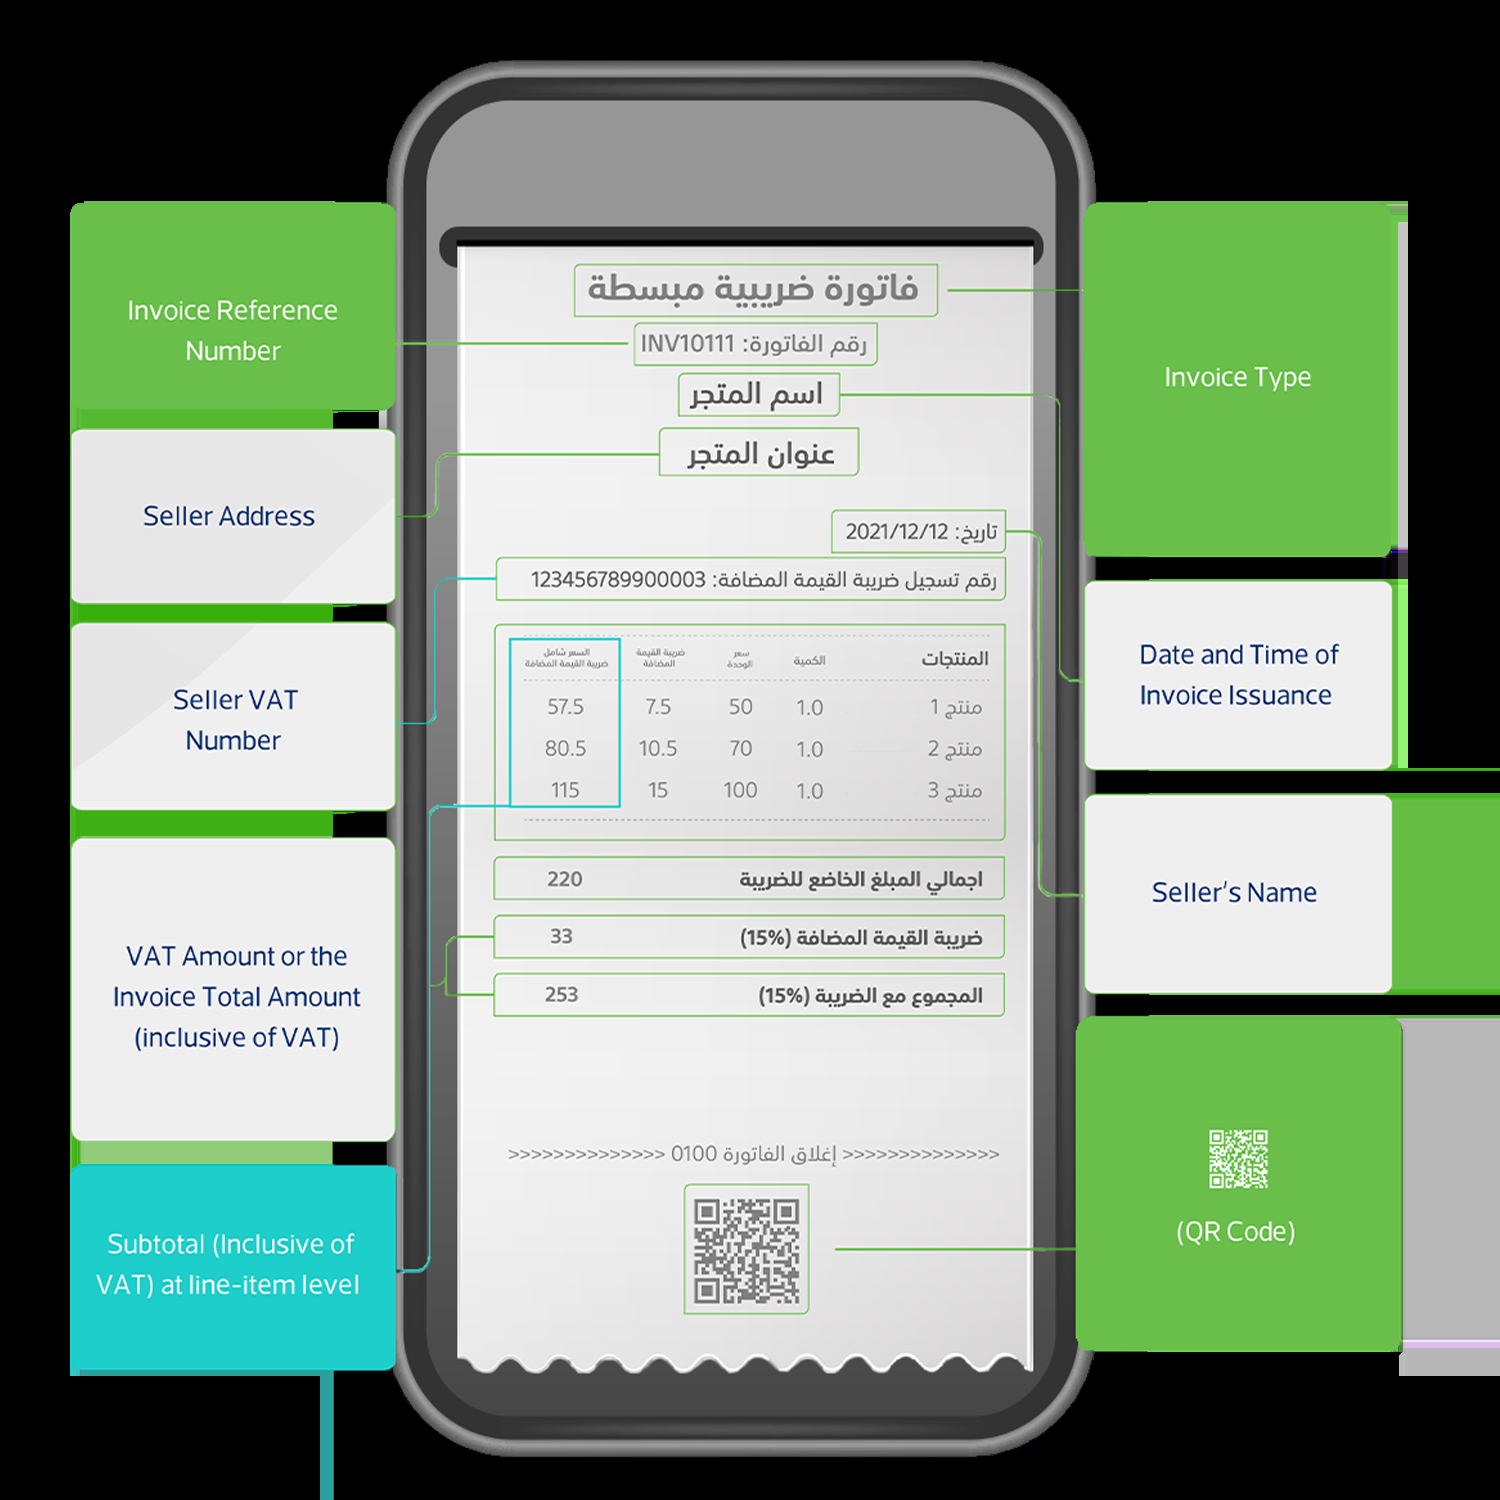 Invoice Reference
Number
Seller Address
Seller VAT
Number
VAT Amount or the
Invoice Total Amount
(inclusive of VAT)
Subtotal (Inclusive of
VAT) at line-item level
فاتورة ضريبية مبسطة
رقم الفاتورة: INV10111
اسم المتجر
عنوان المتجر
تاريخ: 2021/12/12
رقم تسجيل ضريبة القيمة المضافة: 123456789900003
المنتجات الكمية سعر الوحدة ضريبة القيمة المضافة السعر شامل ضريبة القيمة المضافة
منتج 1 1.0 50 7.5 57.5
منتج 2 1.0 70 10.5 80.5
منتج 3 1.0 100 15 115
اجمالي المبلغ الخاضع للضريبة 220
ضريبة القيمة المضافة (15%) 33
المجموع مع الضريبة (15%) 253
>>>>>>>>>>>>>> إغلاق الفاتورة 0100 <<<<<<<<<<<<<<
Invoice Type
Date and Time of
Invoice Issuance
Seller's Name
(QR Code)